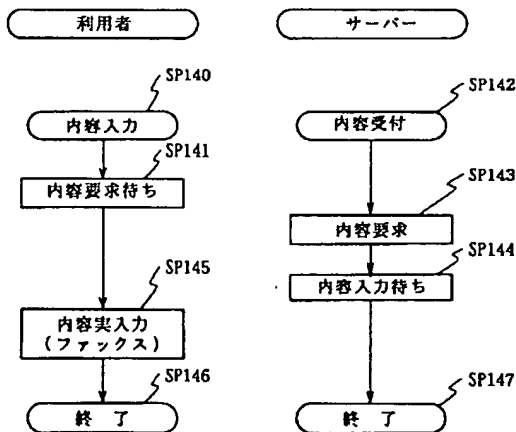 利用者
サーバー
SP140
SP142
内容入力
内容受付
SP141
SP143
内容要求待ち
内容要求
SP144
SP145
内容入力待ち
内容実入力
(ファックス)
SP146
SP147
終 了
終 了